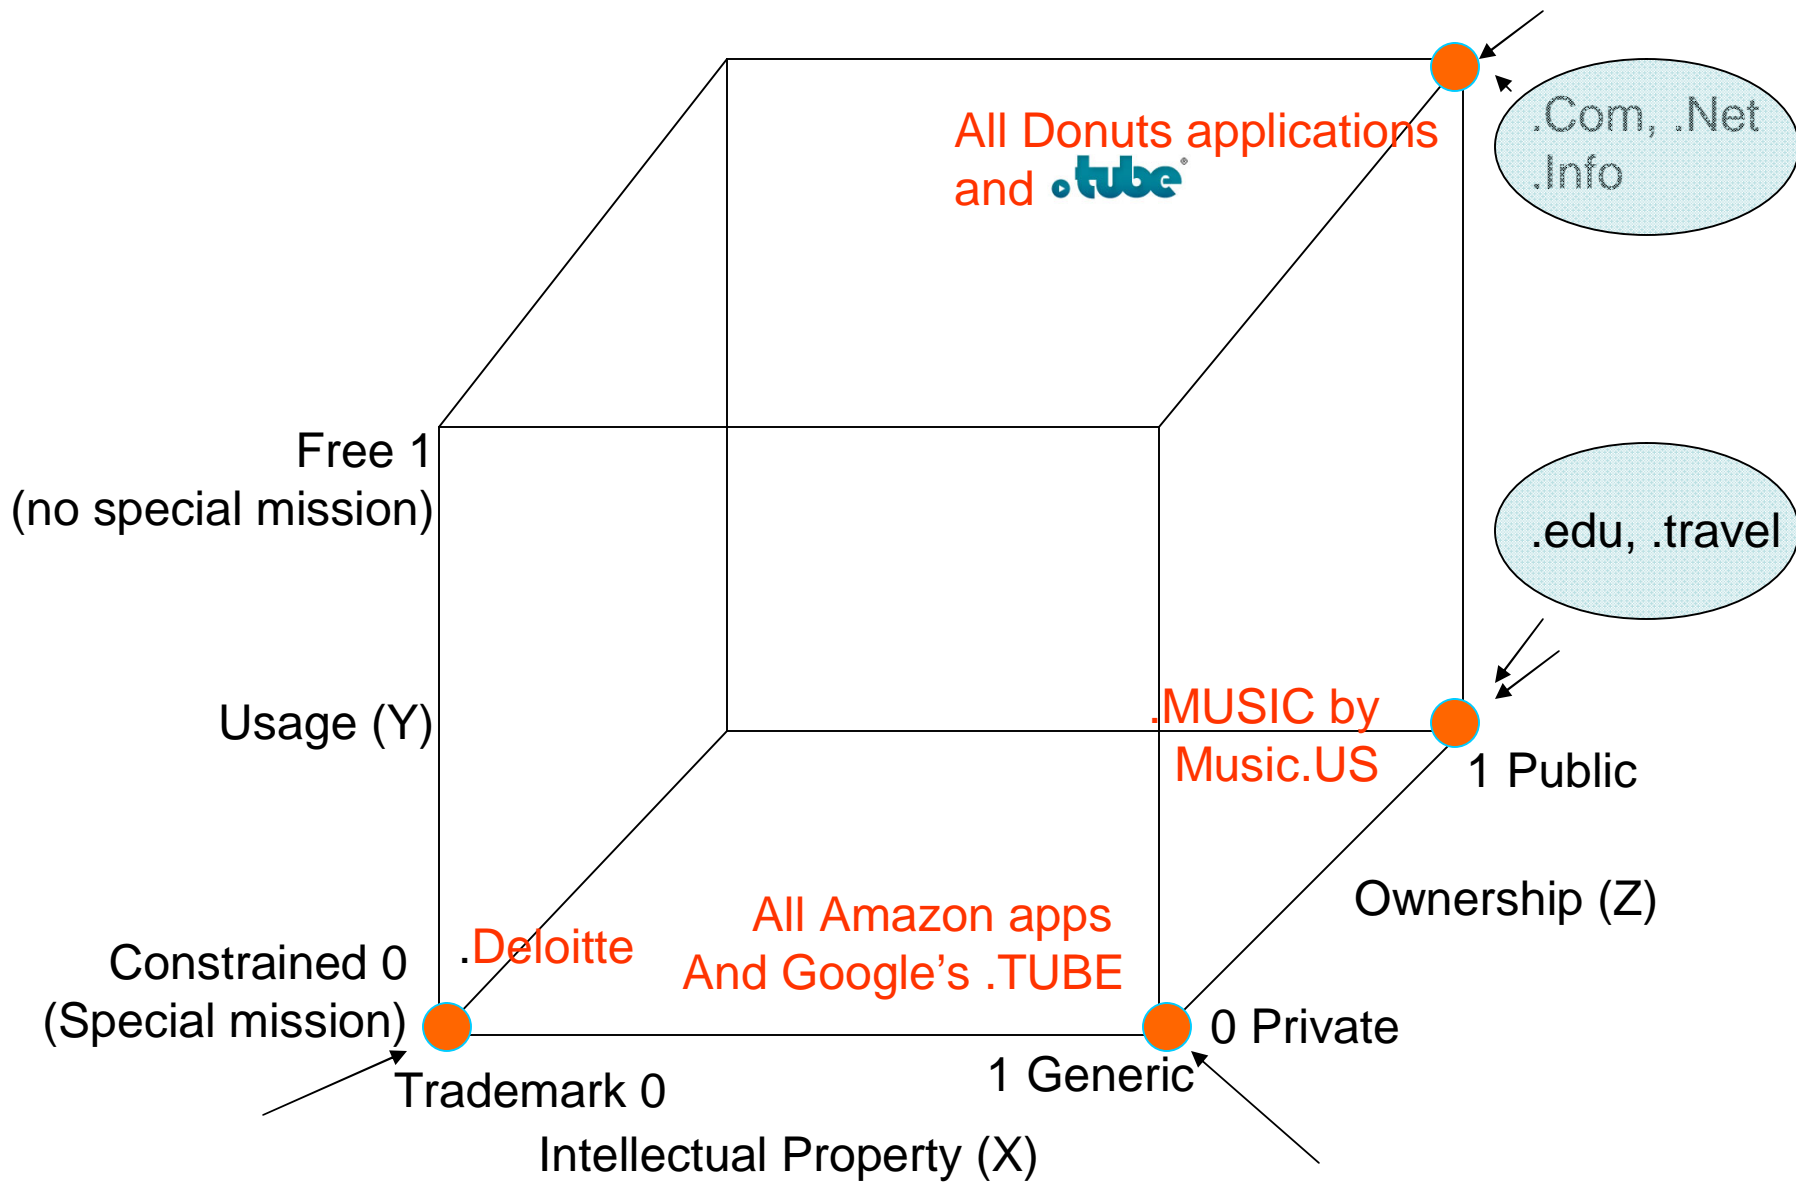 All Donuts applications
and .tube®
.Com, .Net
.Info
Free 1
(no special mission)
.edu, .travel
Usage (Y)
.MUSIC by
Music.US
1 Public
Ownership (Z)
All Amazon apps
And Google’s .TUBE
.Deloitte
Constrained 0
(Special mission)
0 Private
1 Generic
Trademark 0
Intellectual Property (X)